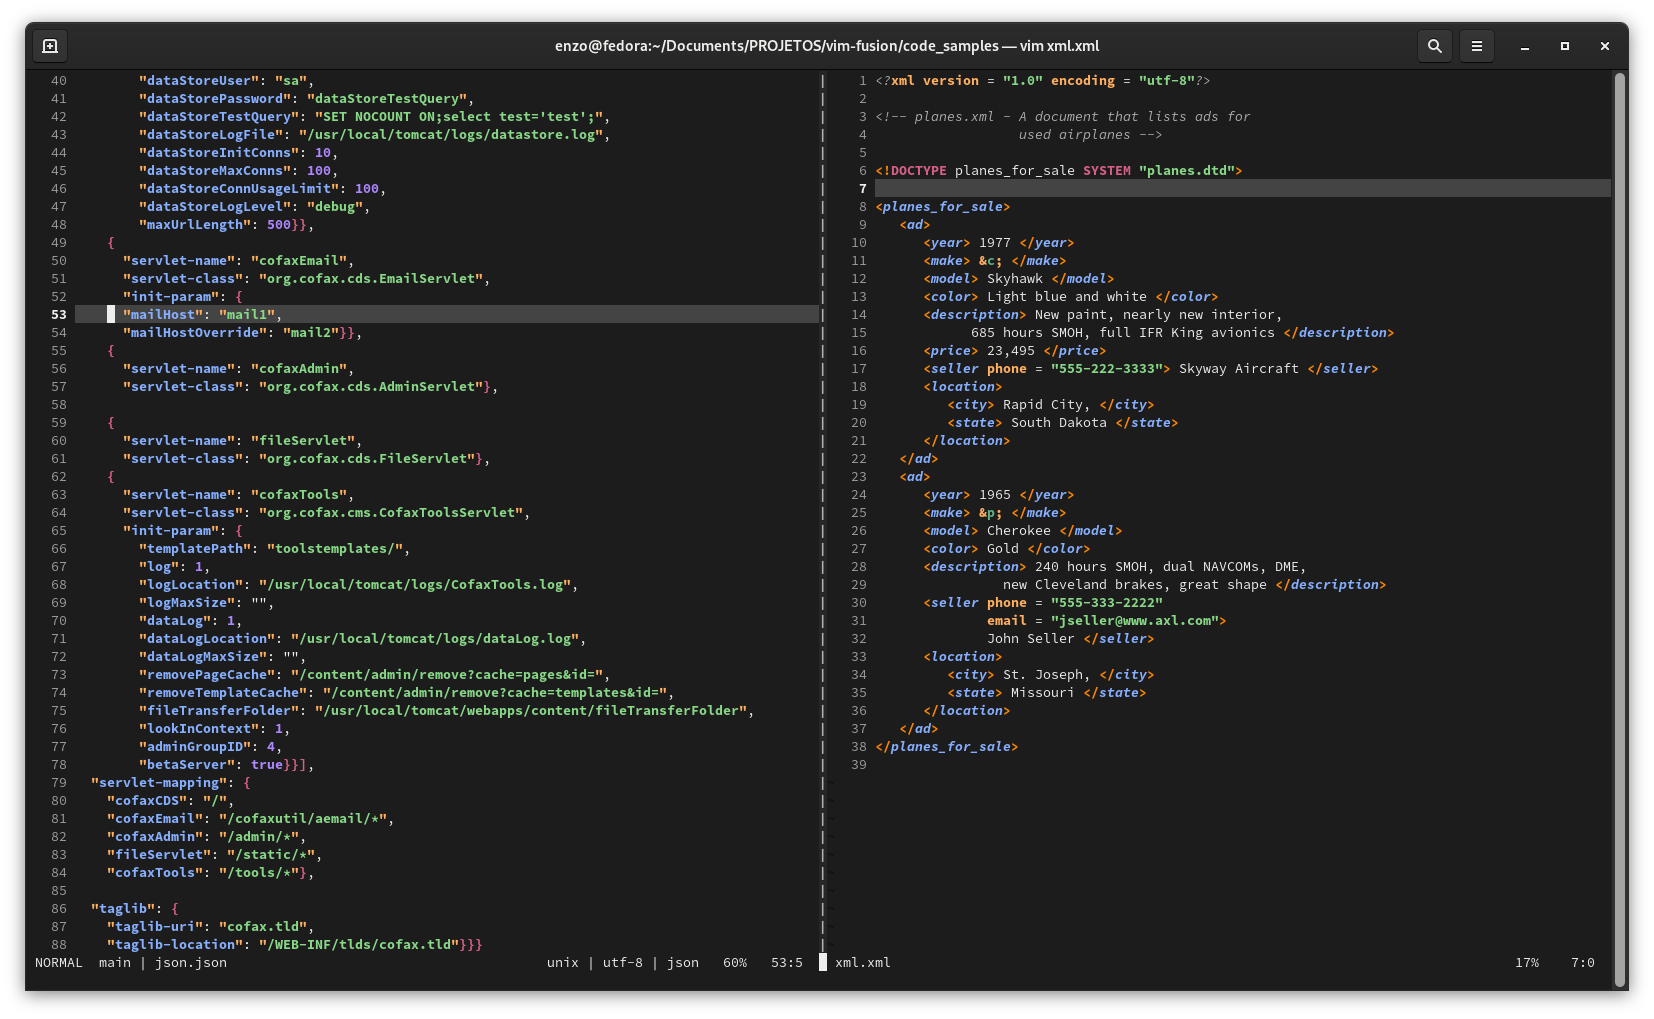 enzo@fedora:~/Documents/PROJETOS/vim-fusion/code_samples — vim xml.xml
40         "dataStoreUser": "sa",
41         "dataStorePassword": "dataStoreTestQuery",
42         "dataStoreTestQuery": "SET NOCOUNT ON;select test='test';",
43         "dataStoreLogFile": "/usr/local/tomcat/logs/datastore.log",
44         "dataStoreInitConns": 10,
45         "dataStoreMaxConns": 100,
46         "dataStoreConnUsageLimit": 100,
47         "dataStoreLogLevel": "debug",
48         "maxUrlLength": 500}},
49     {
50       "servlet-name": "cofaxEmail",
51       "servlet-class": "org.cofax.cds.EmailServlet",
52       "init-param": {
53       "mailHost": "mail1",
54       "mailHostOverride": "mail2"}},
55     {
56       "servlet-name": "cofaxAdmin",
57       "servlet-class": "org.cofax.cds.AdminServlet"},
58
59     {
60       "servlet-name": "fileServlet",
61       "servlet-class": "org.cofax.cds.FileServlet"},
62     {
63       "servlet-name": "cofaxTools",
64       "servlet-class": "org.cofax.cms.CofaxToolsServlet",
65       "init-param": {
66         "templatePath": "toolstemplates/",
67         "log": 1,
68         "logLocation": "/usr/local/tomcat/logs/CofaxTools.log",
69         "logMaxSize": "",
70         "dataLog": 1,
71         "dataLogLocation": "/usr/local/tomcat/logs/dataLog.log",
72         "dataLogMaxSize": "",
73         "removePageCache": "/content/admin/remove?cache=pages&id=",
74         "removeTemplateCache": "/content/admin/remove?cache=templates&id=",
75         "fileTransferFolder": "/usr/local/tomcat/webapps/content/fileTransferFolder",
76         "lookInContext": 1,
77         "adminGroupID": 4,
78         "betaServer": true}}],
79   "servlet-mapping": {
80     "cofaxCDS": "/",
81     "cofaxEmail": "/cofaxutil/aemail/*",
82     "cofaxAdmin": "/admin/*",
83     "fileServlet": "/static/*",
84     "cofaxTools": "/tools/*"},
85
86   "taglib": {
87     "taglib-uri": "cofax.tld",
88     "taglib-location": "/WEB-INF/tlds/cofax.tld"}}}
NORMAL  main | json.json    unix | utf-8 | json   60%   53:5
1 <?xml version = "1.0" encoding = "utf-8"?>
2
3 <!-- planes.xml - A document that lists ads for
4                   used airplanes -->
5
6 <!DOCTYPE planes_for_sale SYSTEM "planes.dtd">
7
8 <planes_for_sale>
9    <ad>
10       <year> 1977 </year>
11       <make> &c; </make>
12       <model> Skyhawk </model>
13       <color> Light blue and white </color>
14       <description> New paint, nearly new interior,
15             685 hours SMOH, full IFR King avionics </description>
16       <price> 23,495 </price>
17       <seller phone = "555-222-3333"> Skyway Aircraft </seller>
18       <location>
19          <city> Rapid City, </city>
20          <state> South Dakota </state>
21       </location>
22    </ad>
23    <ad>
24       <year> 1965 </year>
25       <make> &p; </make>
26       <model> Cherokee </model>
27       <color> Gold </color>
28       <description> 240 hours SMOH, dual NAVCOMs, DME,
29                 new Cleveland brakes, great shape </description>
30       <seller phone = "555-333-2222"
31               email = "jseller@www.axl.com">
32               John Seller </seller>
33       <location>
34          <city> St. Joseph, </city>
35          <state> Missouri </state>
36       </location>
37    </ad>
38 </planes_for_sale>
39
xml.xml    17%    7:0